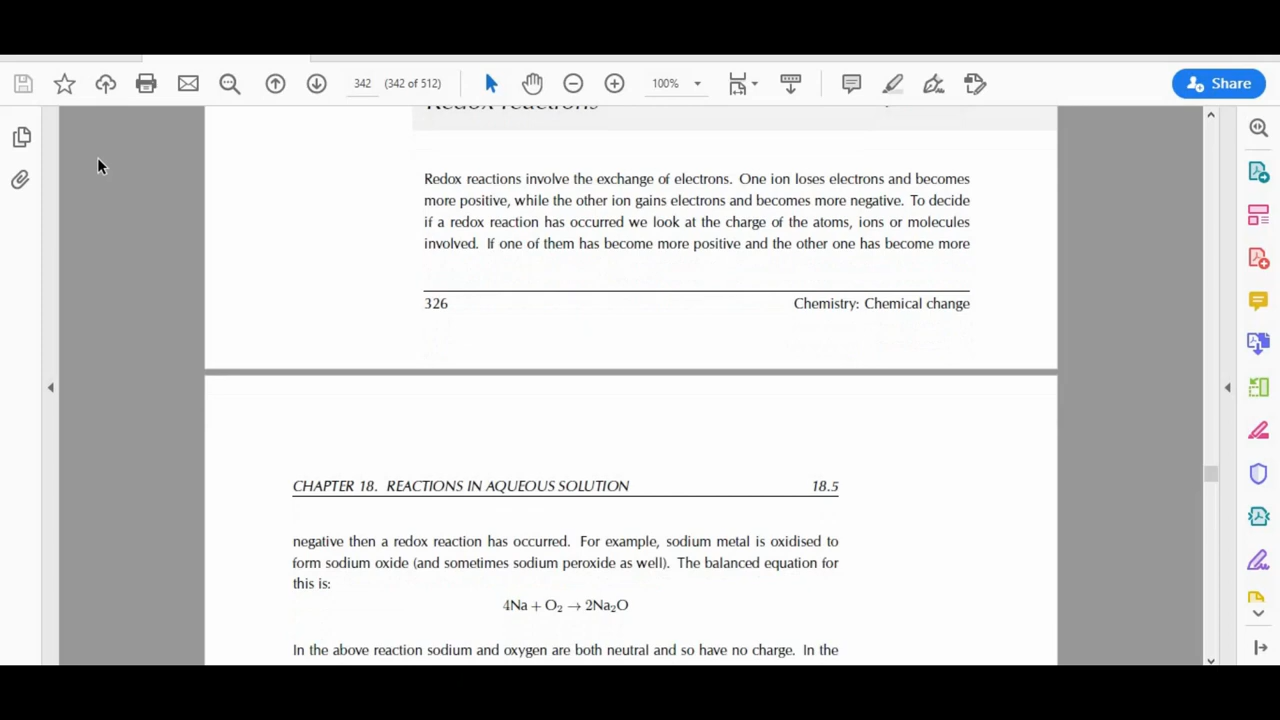 342 (342 of 512) 100% Share
Redox reactions
Redox reactions involve the exchange of electrons. One ion loses electrons and becomes
more positive, while the other ion gains electrons and becomes more negative. To decide
if a redox reaction has occurred we look at the charge of the atoms, ions or molecules
involved. If one of them has become more positive and the other one has become more
326 Chemistry: Chemical change
CHAPTER 18. REACTIONS IN AQUEOUS SOLUTION 18.5
negative then a redox reaction has occurred. For example, sodium metal is oxidised to
form sodium oxide (and sometimes sodium peroxide as well). The balanced equation for
this is:
4Na + O₂ → 2Na₂O
In the above reaction sodium and oxygen are both neutral and so have no charge. In the